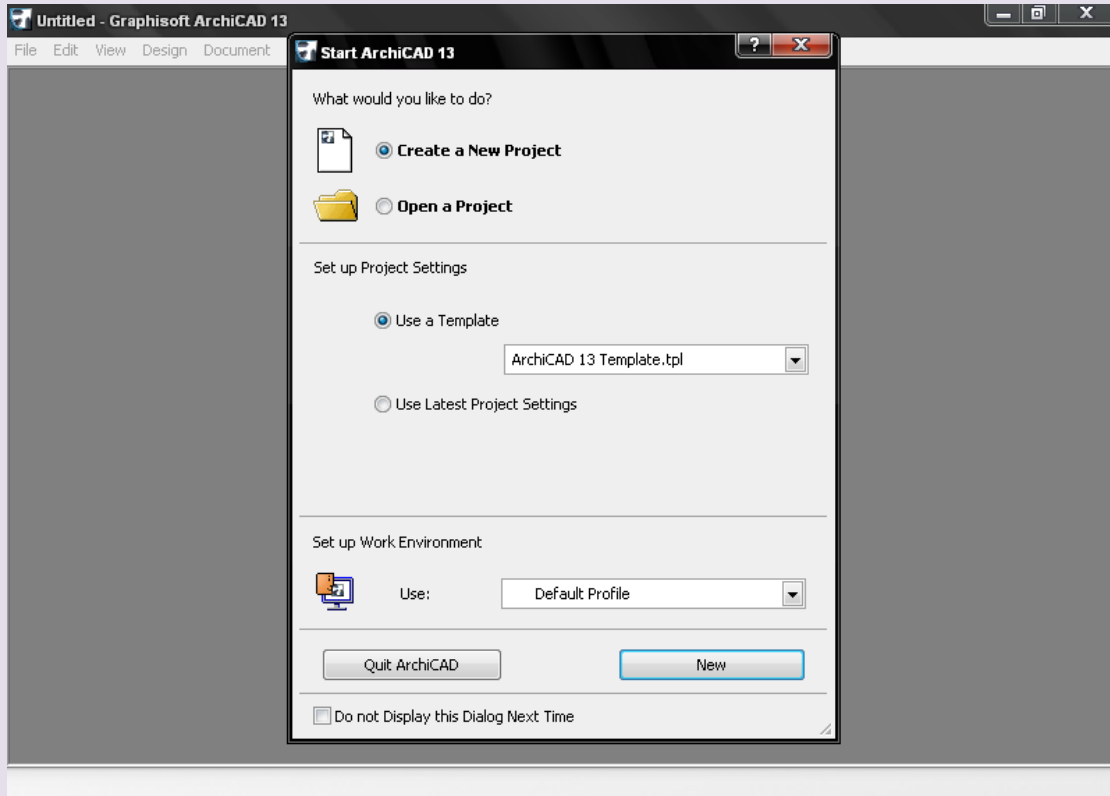 Untitled - Graphisoft ArchiCAD 13
File Edit View Design Document
Start ArchiCAD 13
What would you like to do?
Create a New Project
Open a Project
Set up Project Settings
Use a Template
ArchiCAD 13 Template.tpl
Use Latest Project Settings
Set up Work Environment
Use: Default Profile
Quit ArchiCAD New
Do not Display this Dialog Next Time